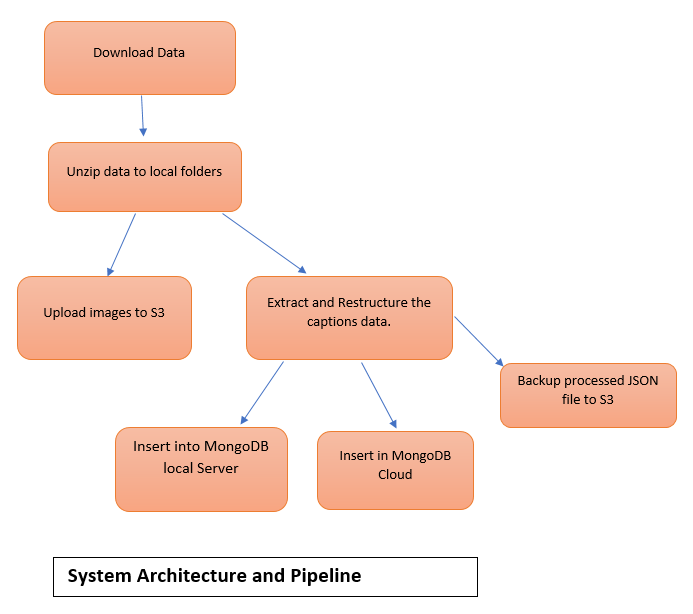 Download Data
Unzip data to local folders
Upload images to S3
Extract and Restructure the
captions data.
Backup processed JSON
file to S3
Insert into MongoDB
local Server
Insert in MongoDB
Cloud
System Architecture and Pipeline